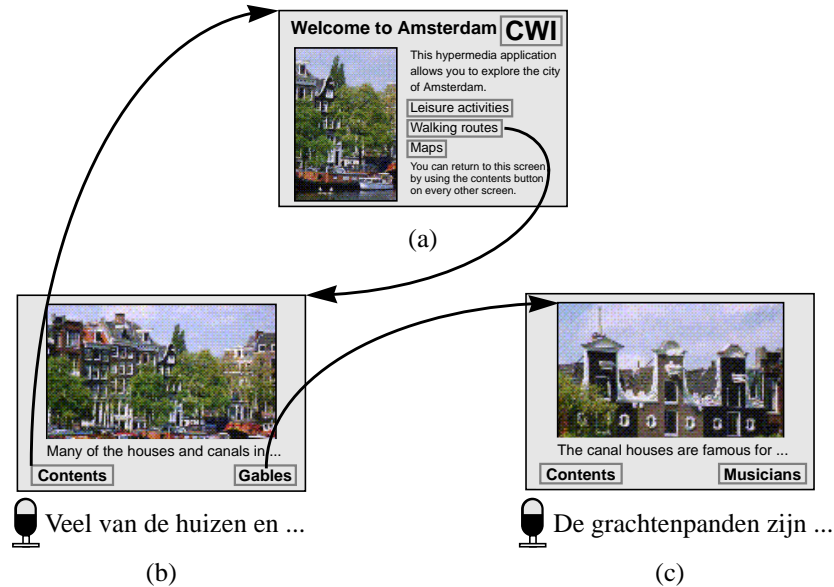 Welcome to Amsterdam CWI
This hypermedia application
allows you to explore the city
of Amsterdam.
Leisure activities
Walking routes
Maps
You can return to this screen
by using the contents button
on every other screen.
(a)
Many of the houses and canals in ...
Contents Gables
Veel van de huizen en ...
(b)
The canal houses are famous for ...
Contents Musicians
De grachtenpanden zijn ...
(c)